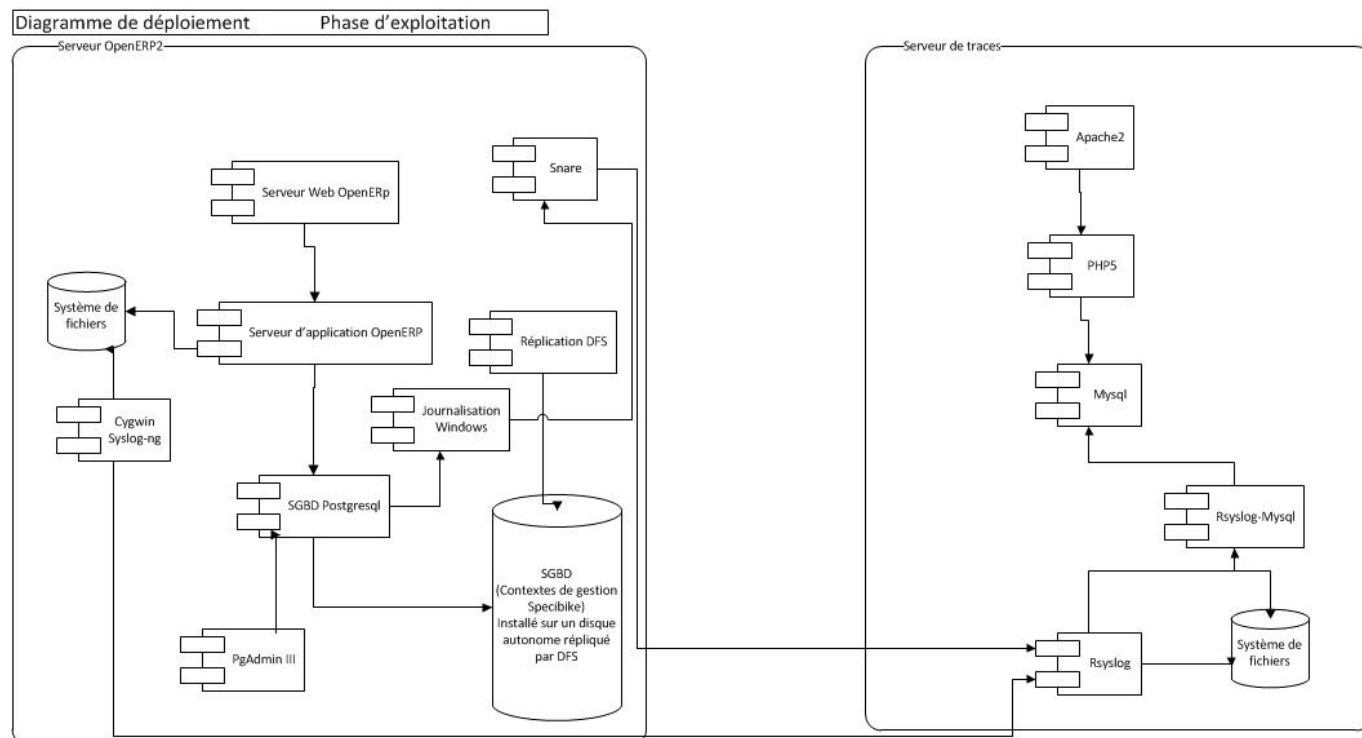 Diagramme de déploiement Phase d'exploitation
Serveur OpenERP2
Serveur de traces
Apache2
Snare
Serveur Web OpenERp
PHP5
Système de
fichiers
Serveur d'application OpenERP
Réplication DFS
Mysql
Journalisation
Windows
Cygwin
Syslog-ng
SGBD Postgresql
Rsyslog-Mysql
SGBD
(Contextes de gestion
Specibike)
Installé sur un disque
autonome répliqué
par DFS
PgAdmin III
Rsyslog
Système de
fichiers